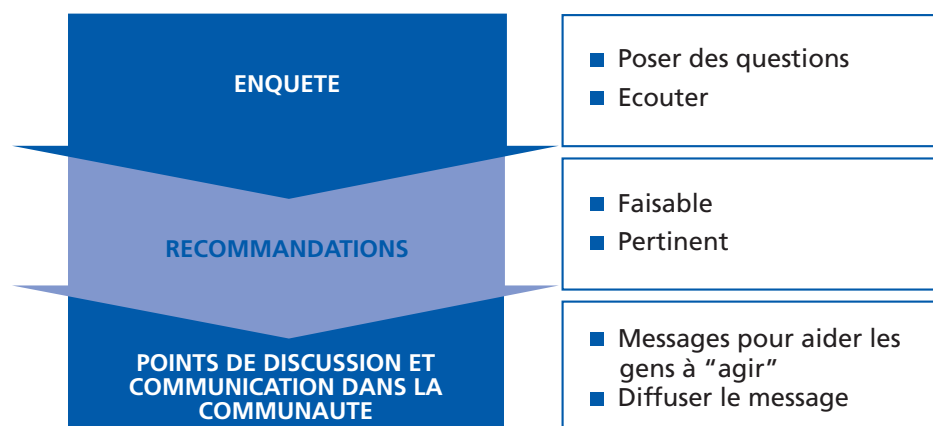 ENQUETE
■ Poser des questions
■ Ecouter
RECOMMANDATIONS
■ Faisable
■ Pertinent
POINTS DE DISCUSSION ET
COMMUNICATION DANS LA
COMMUNAUTE
■ Messages pour aider les
gens à “agir”
■ Diffuser le message